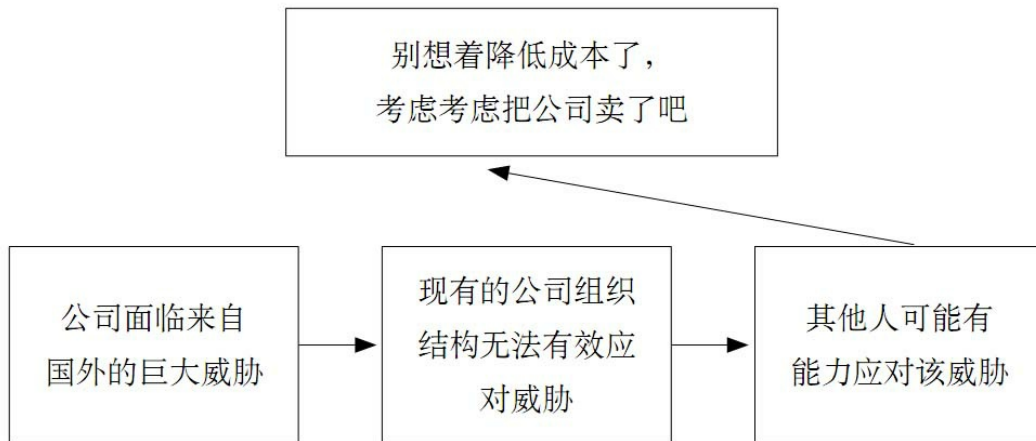 别想着降低成本了，
考虑考虑把公司卖了吧
公司面临来自
国外的巨大威胁
现有的公司组织
结构无法有效应
对威胁
其他人可能有
能力应对该威胁